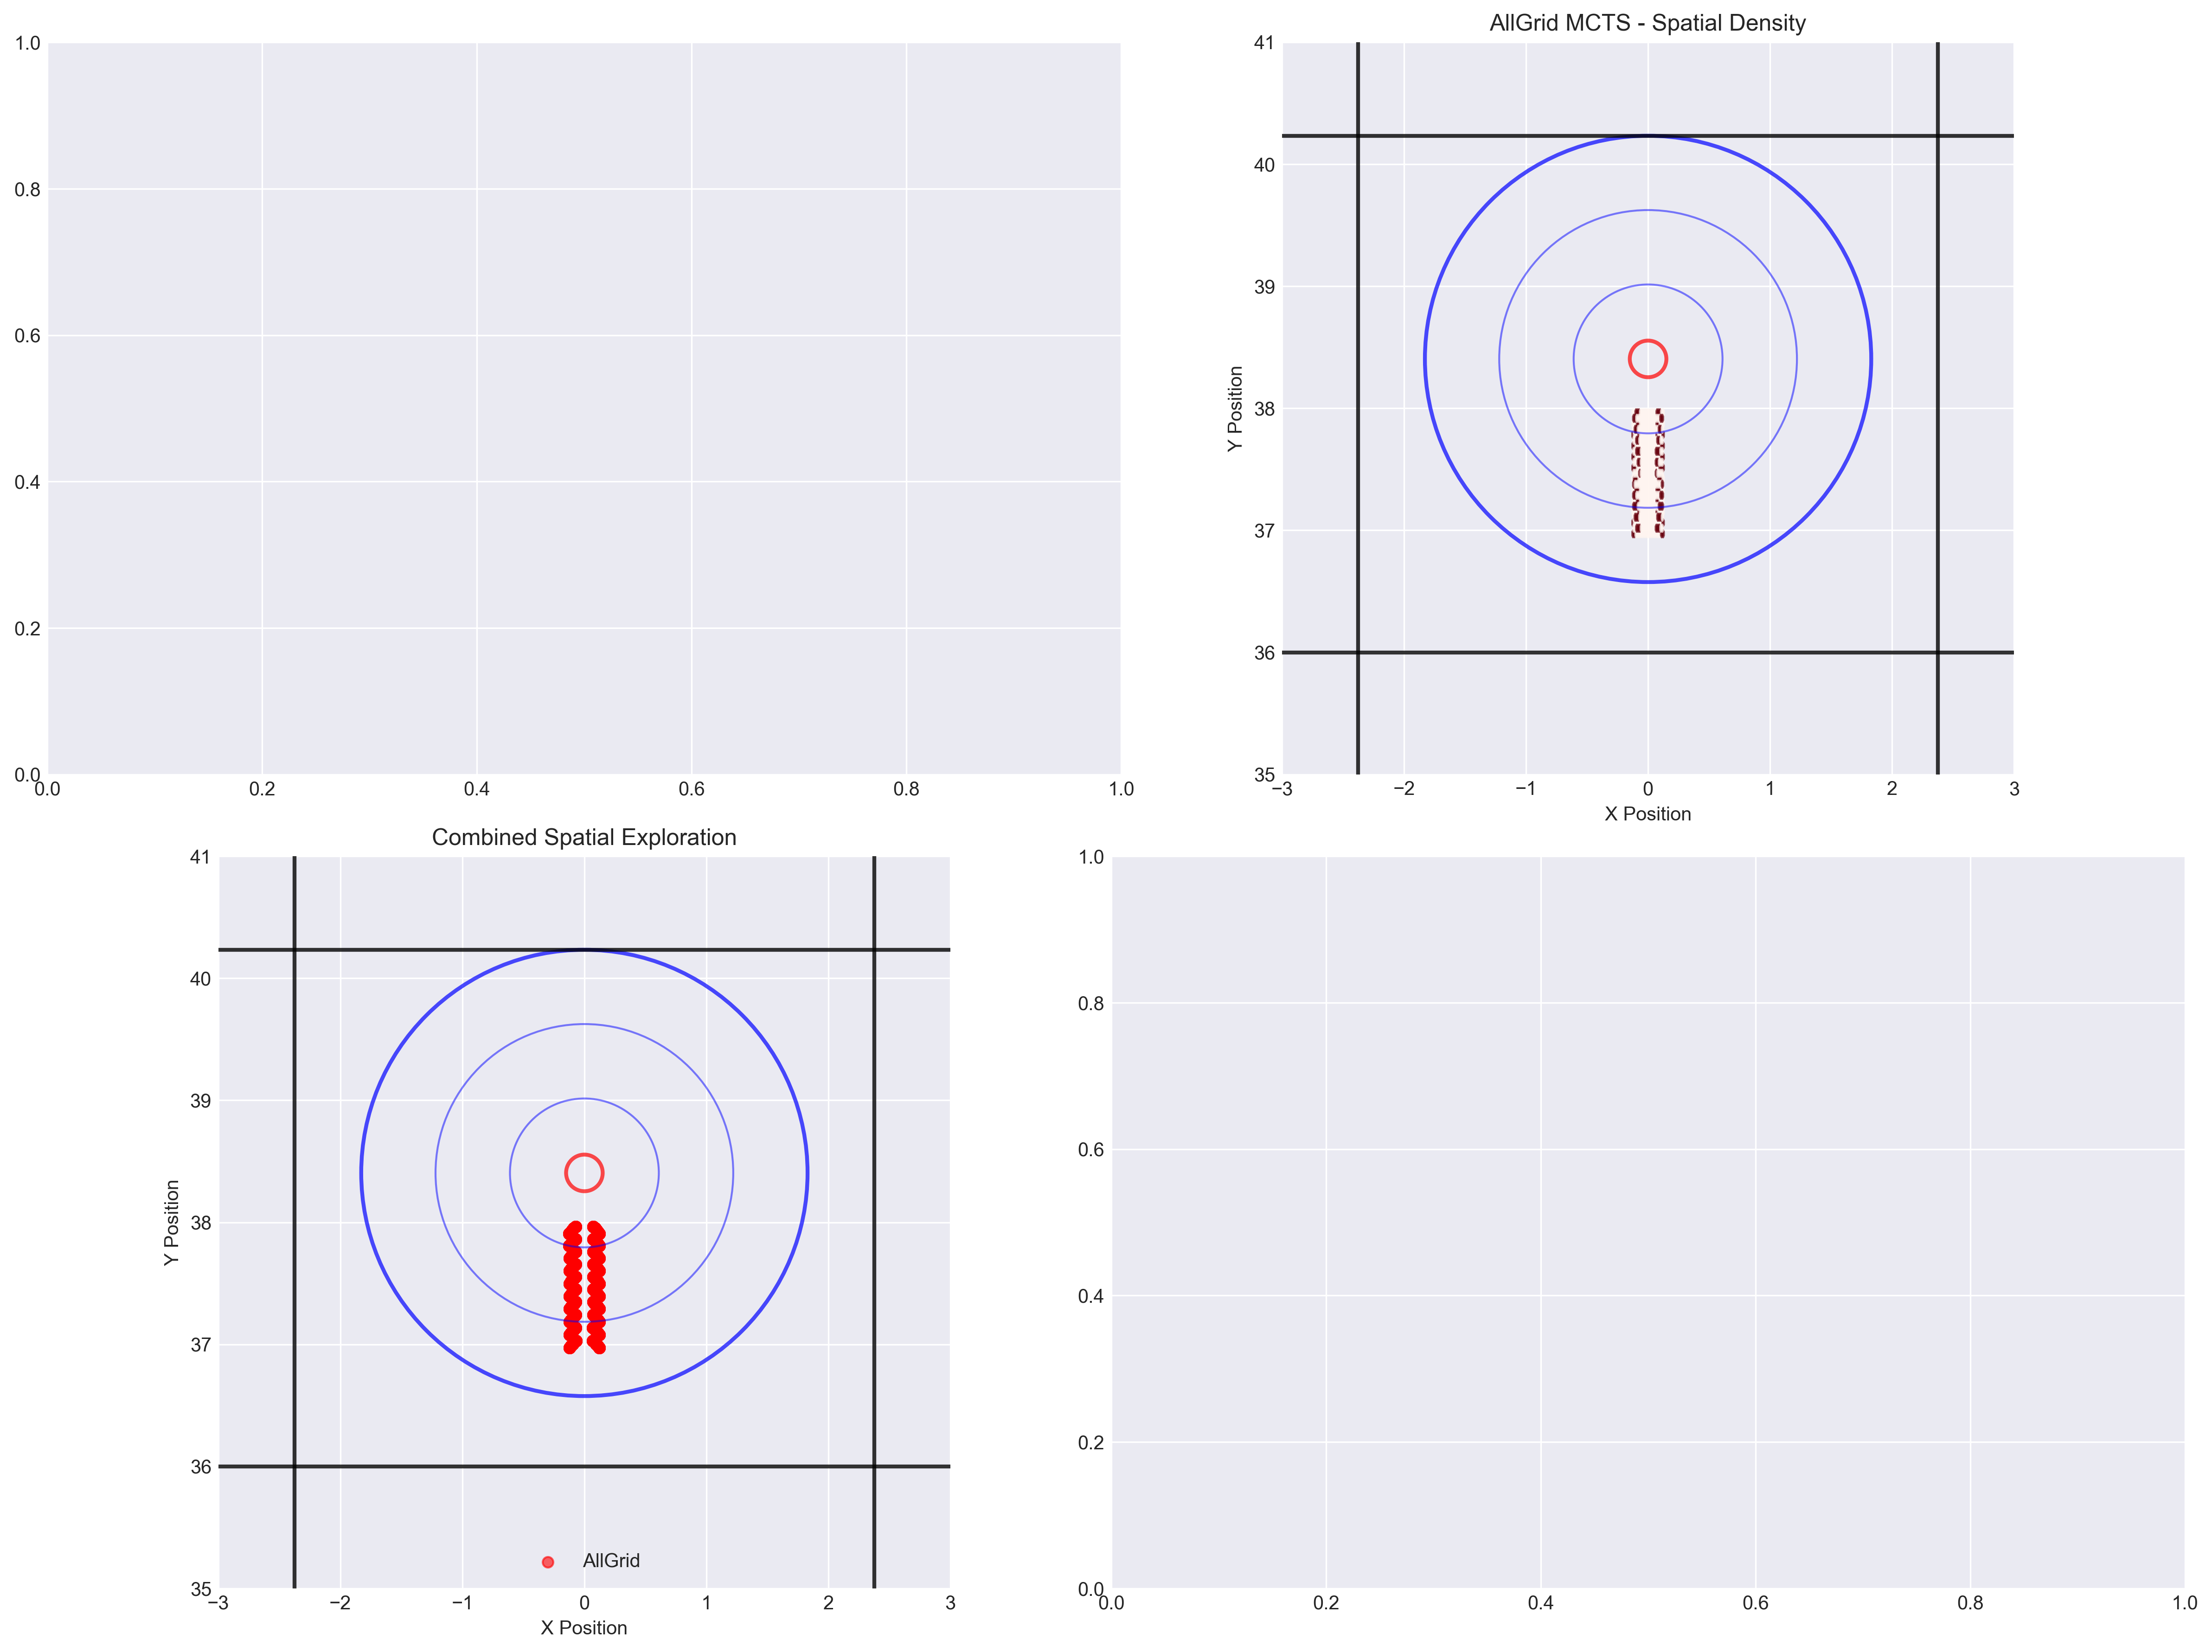 1.0
0.8
0.6
0.4
0.2
0.0
0.0 0.2 0.4 0.6 0.8 1.0
AllGrid MCTS - Spatial Density
41
40
39
38
37
36
35
Y Position
−3 −2 −1 0 1 2 3
X Position
Combined Spatial Exploration
41
40
39
38
37
36
35
Y Position
AllGrid
−3 −2 −1 0 1 2 3
X Position
1.0
0.8
0.6
0.4
0.2
0.0
0.0 0.2 0.4 0.6 0.8 1.0